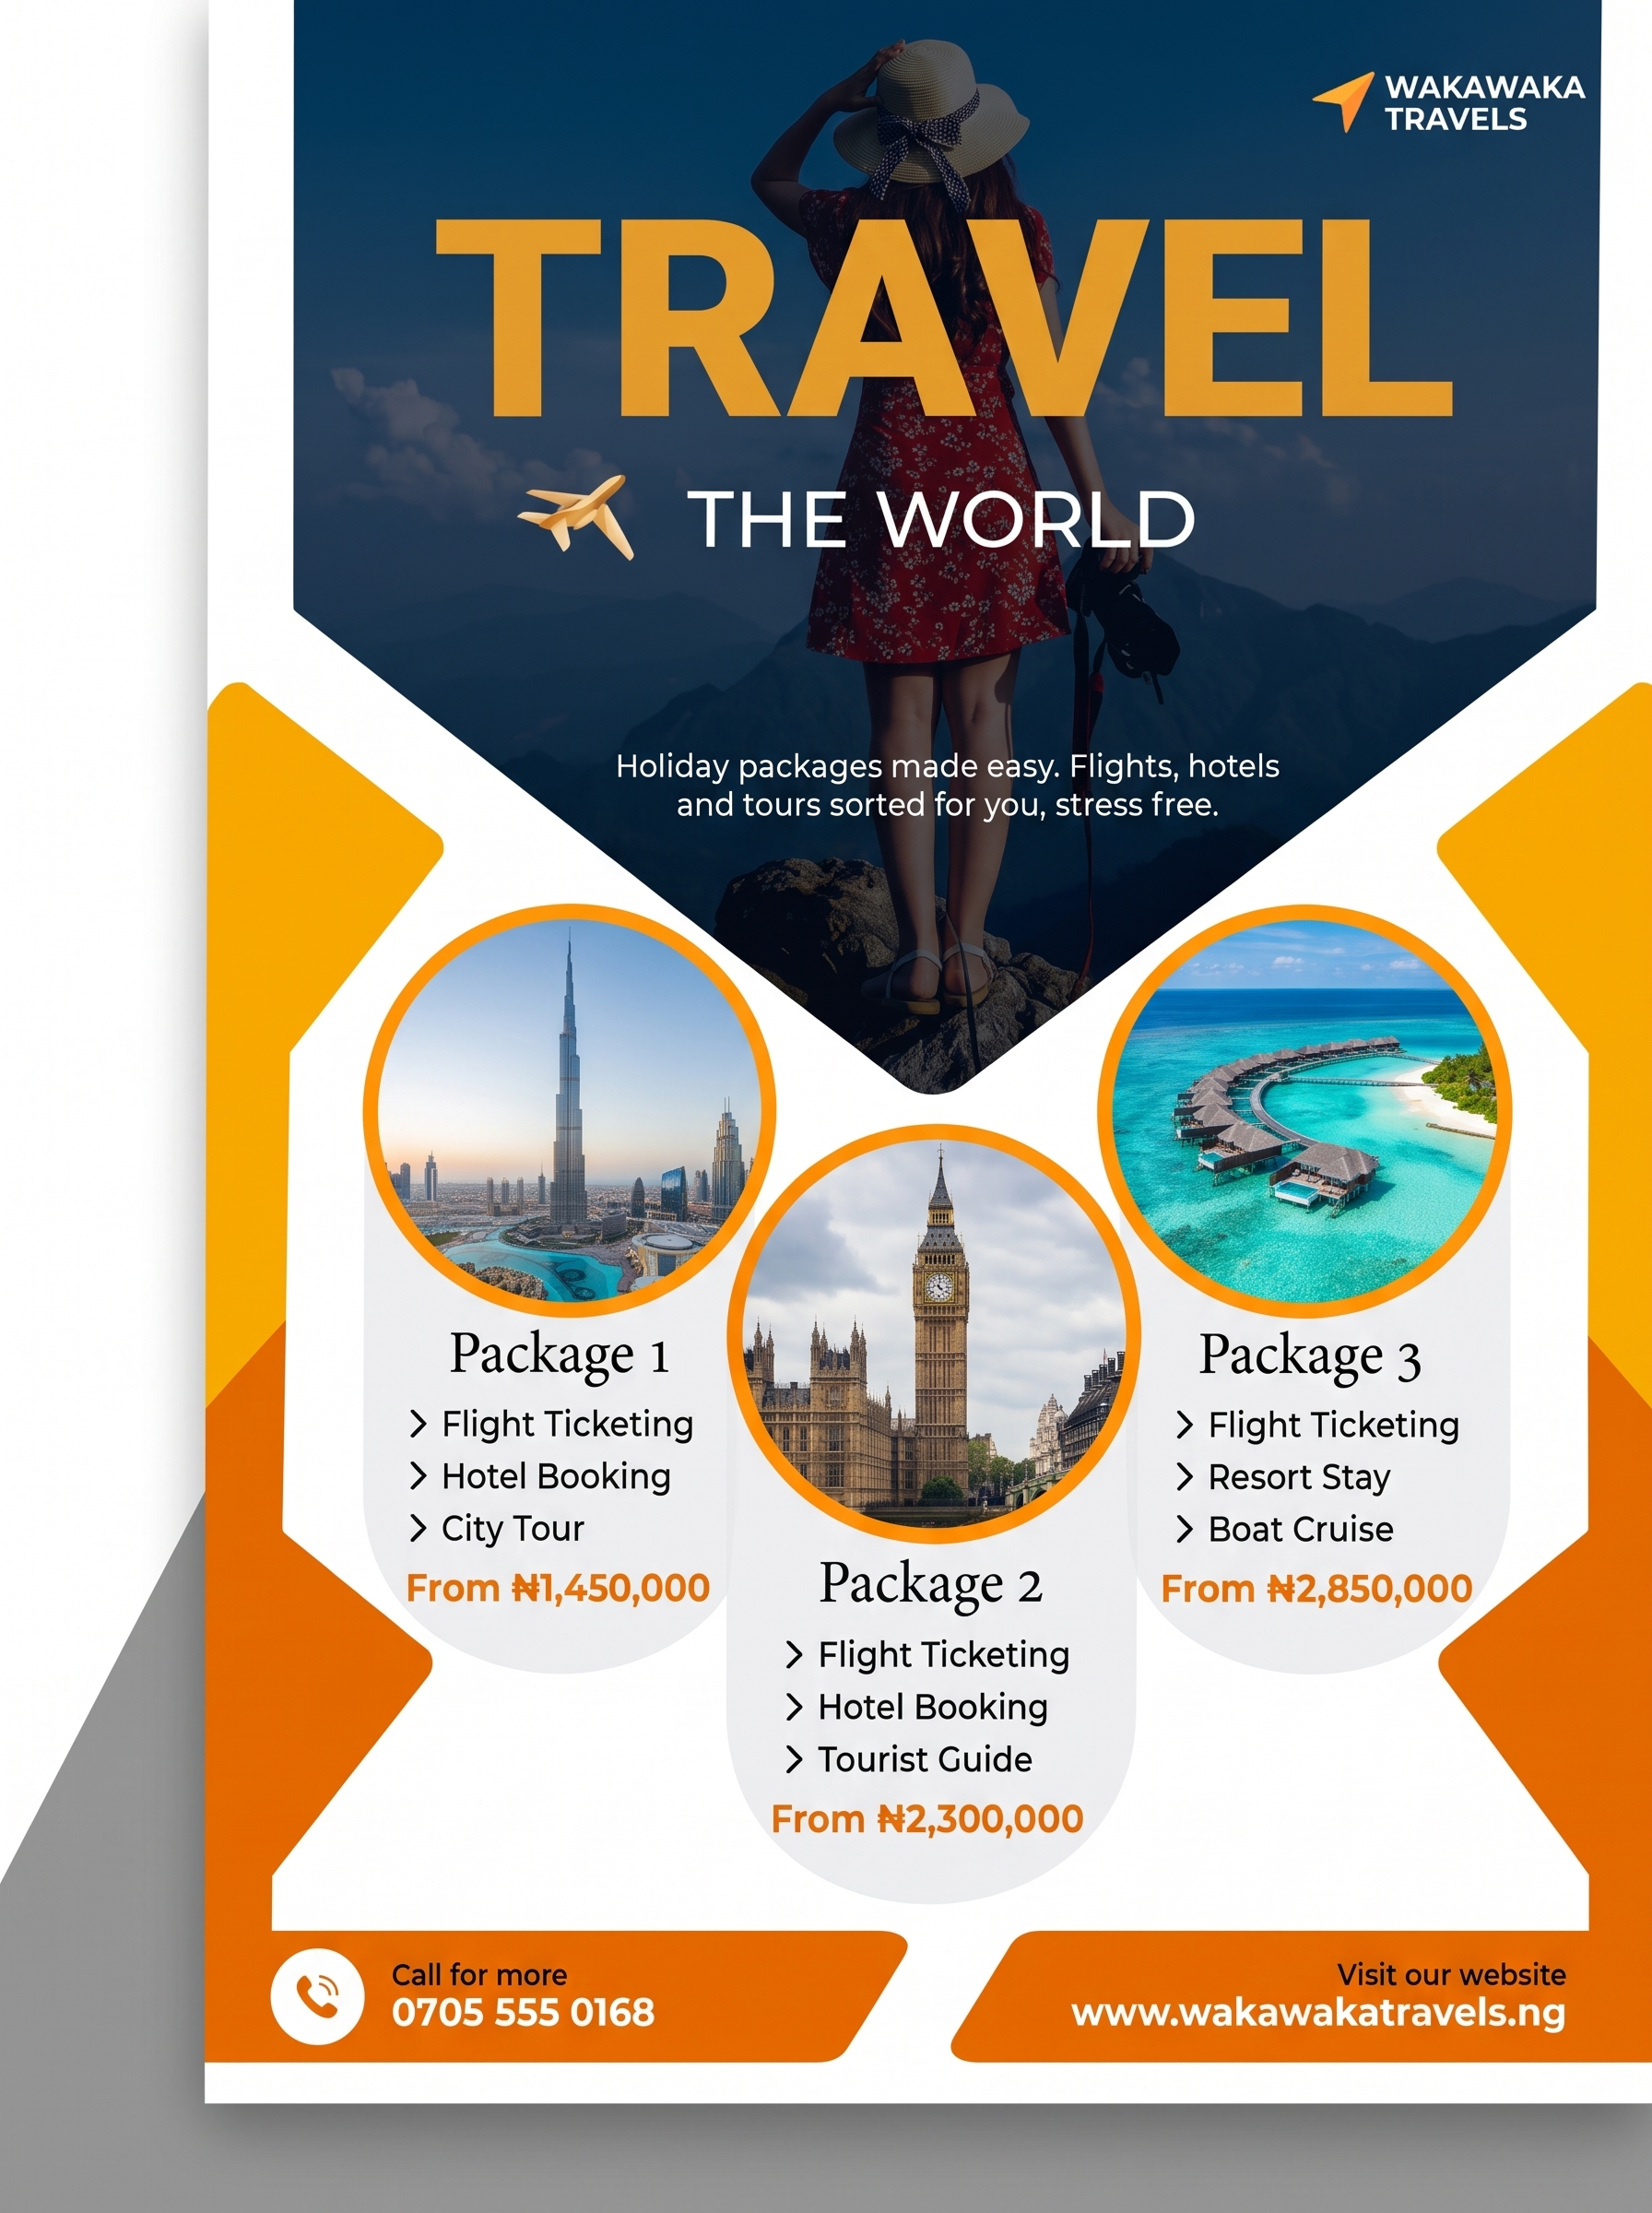 WAKAWAKA
TRAVELS
TRAVEL
THE WORLD
Holiday packages made easy. Flights, hotels
and tours sorted for you, stress free.
Package 1
Flight Ticketing
Hotel Booking
City Tour
From ₦1,450,000
Package 2
Flight Ticketing
Hotel Booking
Tourist Guide
From ₦2,300,000
Package 3
Flight Ticketing
Resort Stay
Boat Cruise
From ₦2,850,000
Call for more
0705 555 0168
Visit our website
www.wakawakatravels.ng